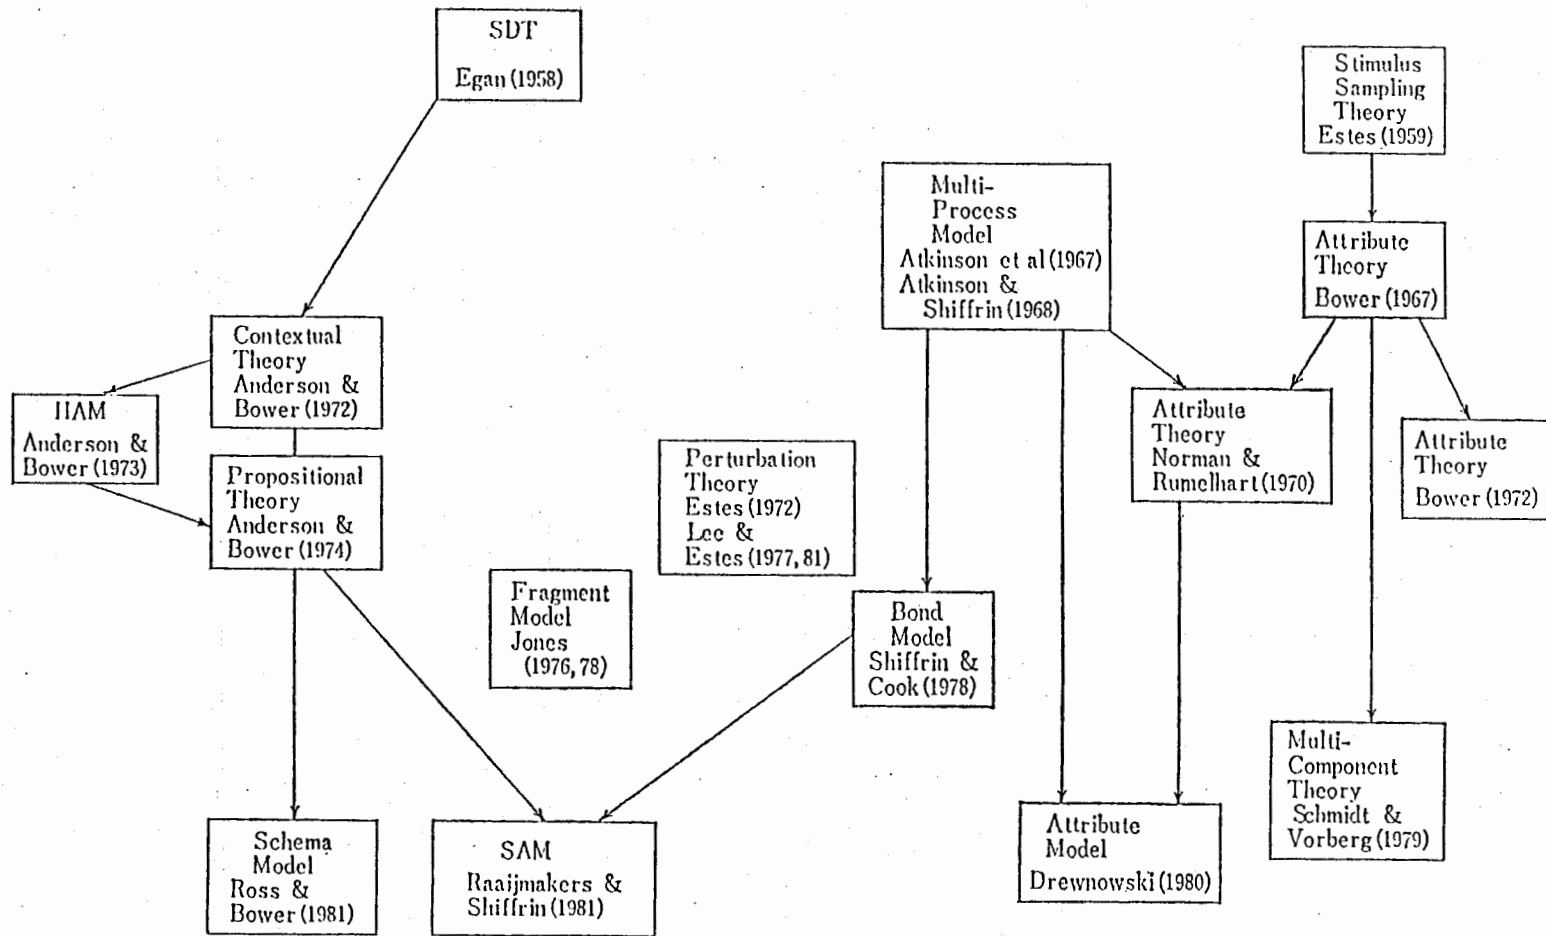 SDT
Egan (1958)
Stimulus
Sampling
Theory
Estes (1959)
Multi-
Process
Model
Atkinson et al (1967)
Atkinson &
Shiffrin (1968)
Attribute
Theory
Bower (1967)
Contextual
Theory
Anderson &
Bower (1972)
HAM
Anderson &
Bower (1973)
Propositional
Theory
Anderson &
Bower (1974)
Perturbation
Theory
Estes (1972)
Lee &
Estes (1977, 81)
Attribute
Theory
Norman &
Rumelhart (1970)
Attribute
Theory
Bower (1972)
Fragment
Model
Jones
(1976, 78)
Bond
Model
Shiffrin &
Cook (1978)
Multi-
Component
Theory
Schmidt &
Vorberg (1979)
Schema
Model
Ross &
Bower (1981)
SAM
Raaijmakers &
Shiffrin (1981)
Attribute
Model
Drewnowski (1980)